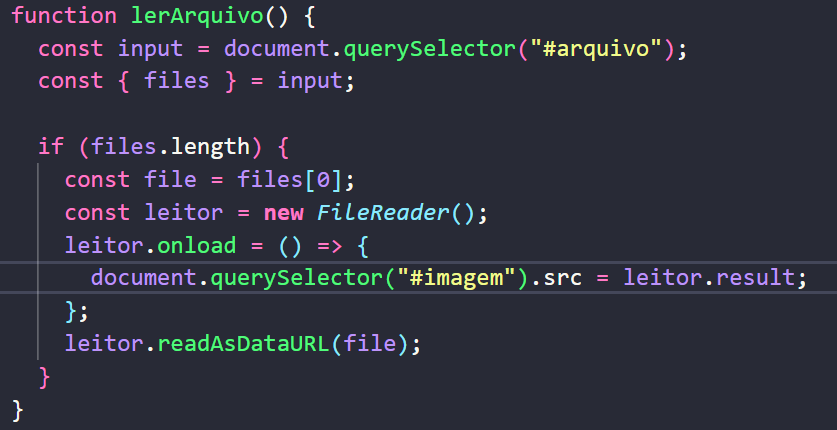 function lerArquivo() {
  const input = document.querySelector("#arquivo");
  const { files } = input;

  if (files.length) {
    const file = files[0];
    const leitor = new FileReader();
    leitor.onload = () => {
      document.querySelector("#imagem").src = leitor.result;
    };
    leitor.readAsDataURL(file);
  }
}